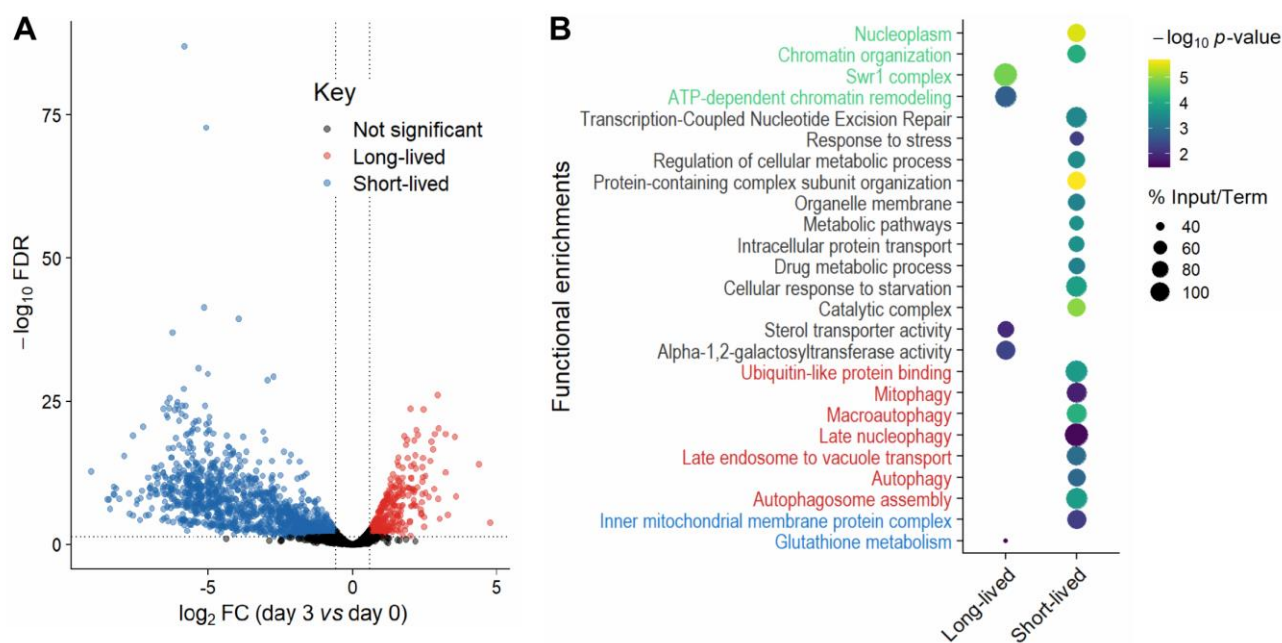 A
Key
Not significant
Long-lived
Short-lived
−log10 FDR
75
50
25
0
-5
0
5
log2 FC (day 3 vs day 0)
B
Functional enrichments
Nucleoplasm
Chromatin organization
Swr1 complex
ATP-dependent chromatin remodeling
Transcription-Coupled Nucleotide Excision Repair
Response to stress
Regulation of cellular metabolic process
Protein-containing complex subunit organization
Organelle membrane
Metabolic pathways
Intracellular protein transport
Drug metabolic process
Cellular response to starvation
Catalytic complex
Sterol transporter activity
Alpha-1,2-galactosyltransferase activity
Ubiquitin-like protein binding
Mitophagy
Macroautophagy
Late nucleophagy
Late endosome to vacuole transport
Autophagy
Autophagosome assembly
Inner mitochondrial membrane protein complex
Glutathione metabolism
Long-lived
Short-lived
−log10 p-value
5
4
3
2
% Input/Term
40
60
80
100